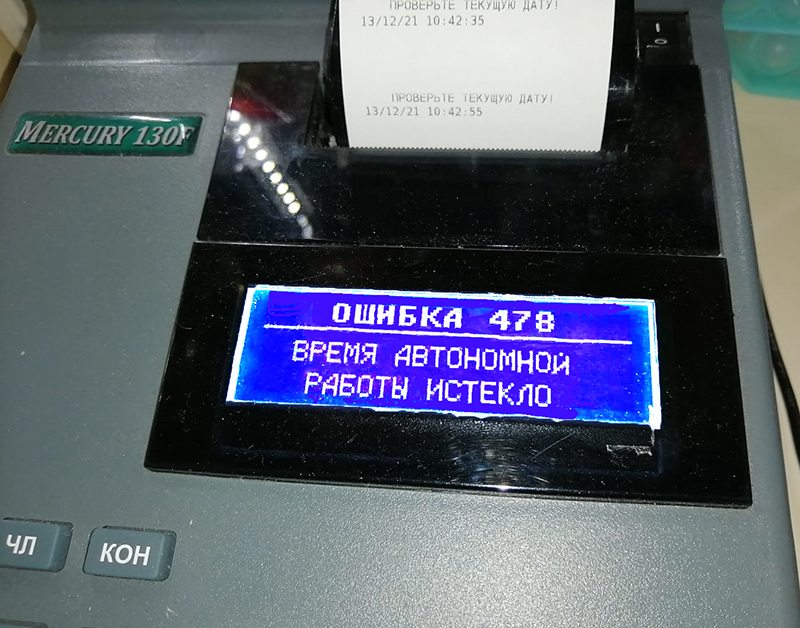 ПРОВЕРЬТЕ ТЕКУЩУЮ ДАТУ!
13/12/21 10:42:35
ПРОВЕРЬТЕ ТЕКУЩУЮ ДАТУ!
13/12/21 10:42:55
MERCURY 130F
ОШИБКА 478
ВРЕМЯ АВТОНОМНОЙ
РАБОТЫ ИСТЕКЛО
ЧЛ
КОН